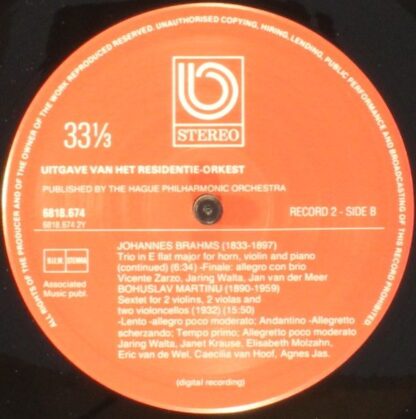 ALL RIGHTS OF THE PRODUCER AND OF THE OWNER OF THE WORK REPRODUCED RESERVED. UNAUTHORISED COPYING, HIRING, LENDING, PUBLIC PERFORMANCE AND BROADCASTING OF THIS RECORD PROHIBITED
STEREO
33⅓
UITGAVE VAN HET RESIDENTIE-ORKEST
PUBLISHED BY THE HAGUE PHILHARMONIC ORCHESTRA
6818.674
6818.674 2Y
RECORD 2 - SIDE B
JOHANNES BRAHMS (1833-1897)
Trio in E flat major for horn, violin and piano
(continued) (6:34) -Finale: allegro con brio
Vicente Zarzo, Jaring Walta, Jan van der Meer
B.I.E.M. STEMRA
Associated
Music publ.
BOHUSLAV MARTINU (1890-1959)
Sextet for 2 violins, 2 violas and
two violoncellos (1932) (15:50)
-Lento -allegro poco moderato; Andantino -Allegretto
scherzando; Tempo primo; Allegretto poco moderato
Jaring Walta, Janet Krause, Elisabeth Molzahn,
Eric van de Wel, Caecilia van Hoof, Agnes Jas.
(digital recording)